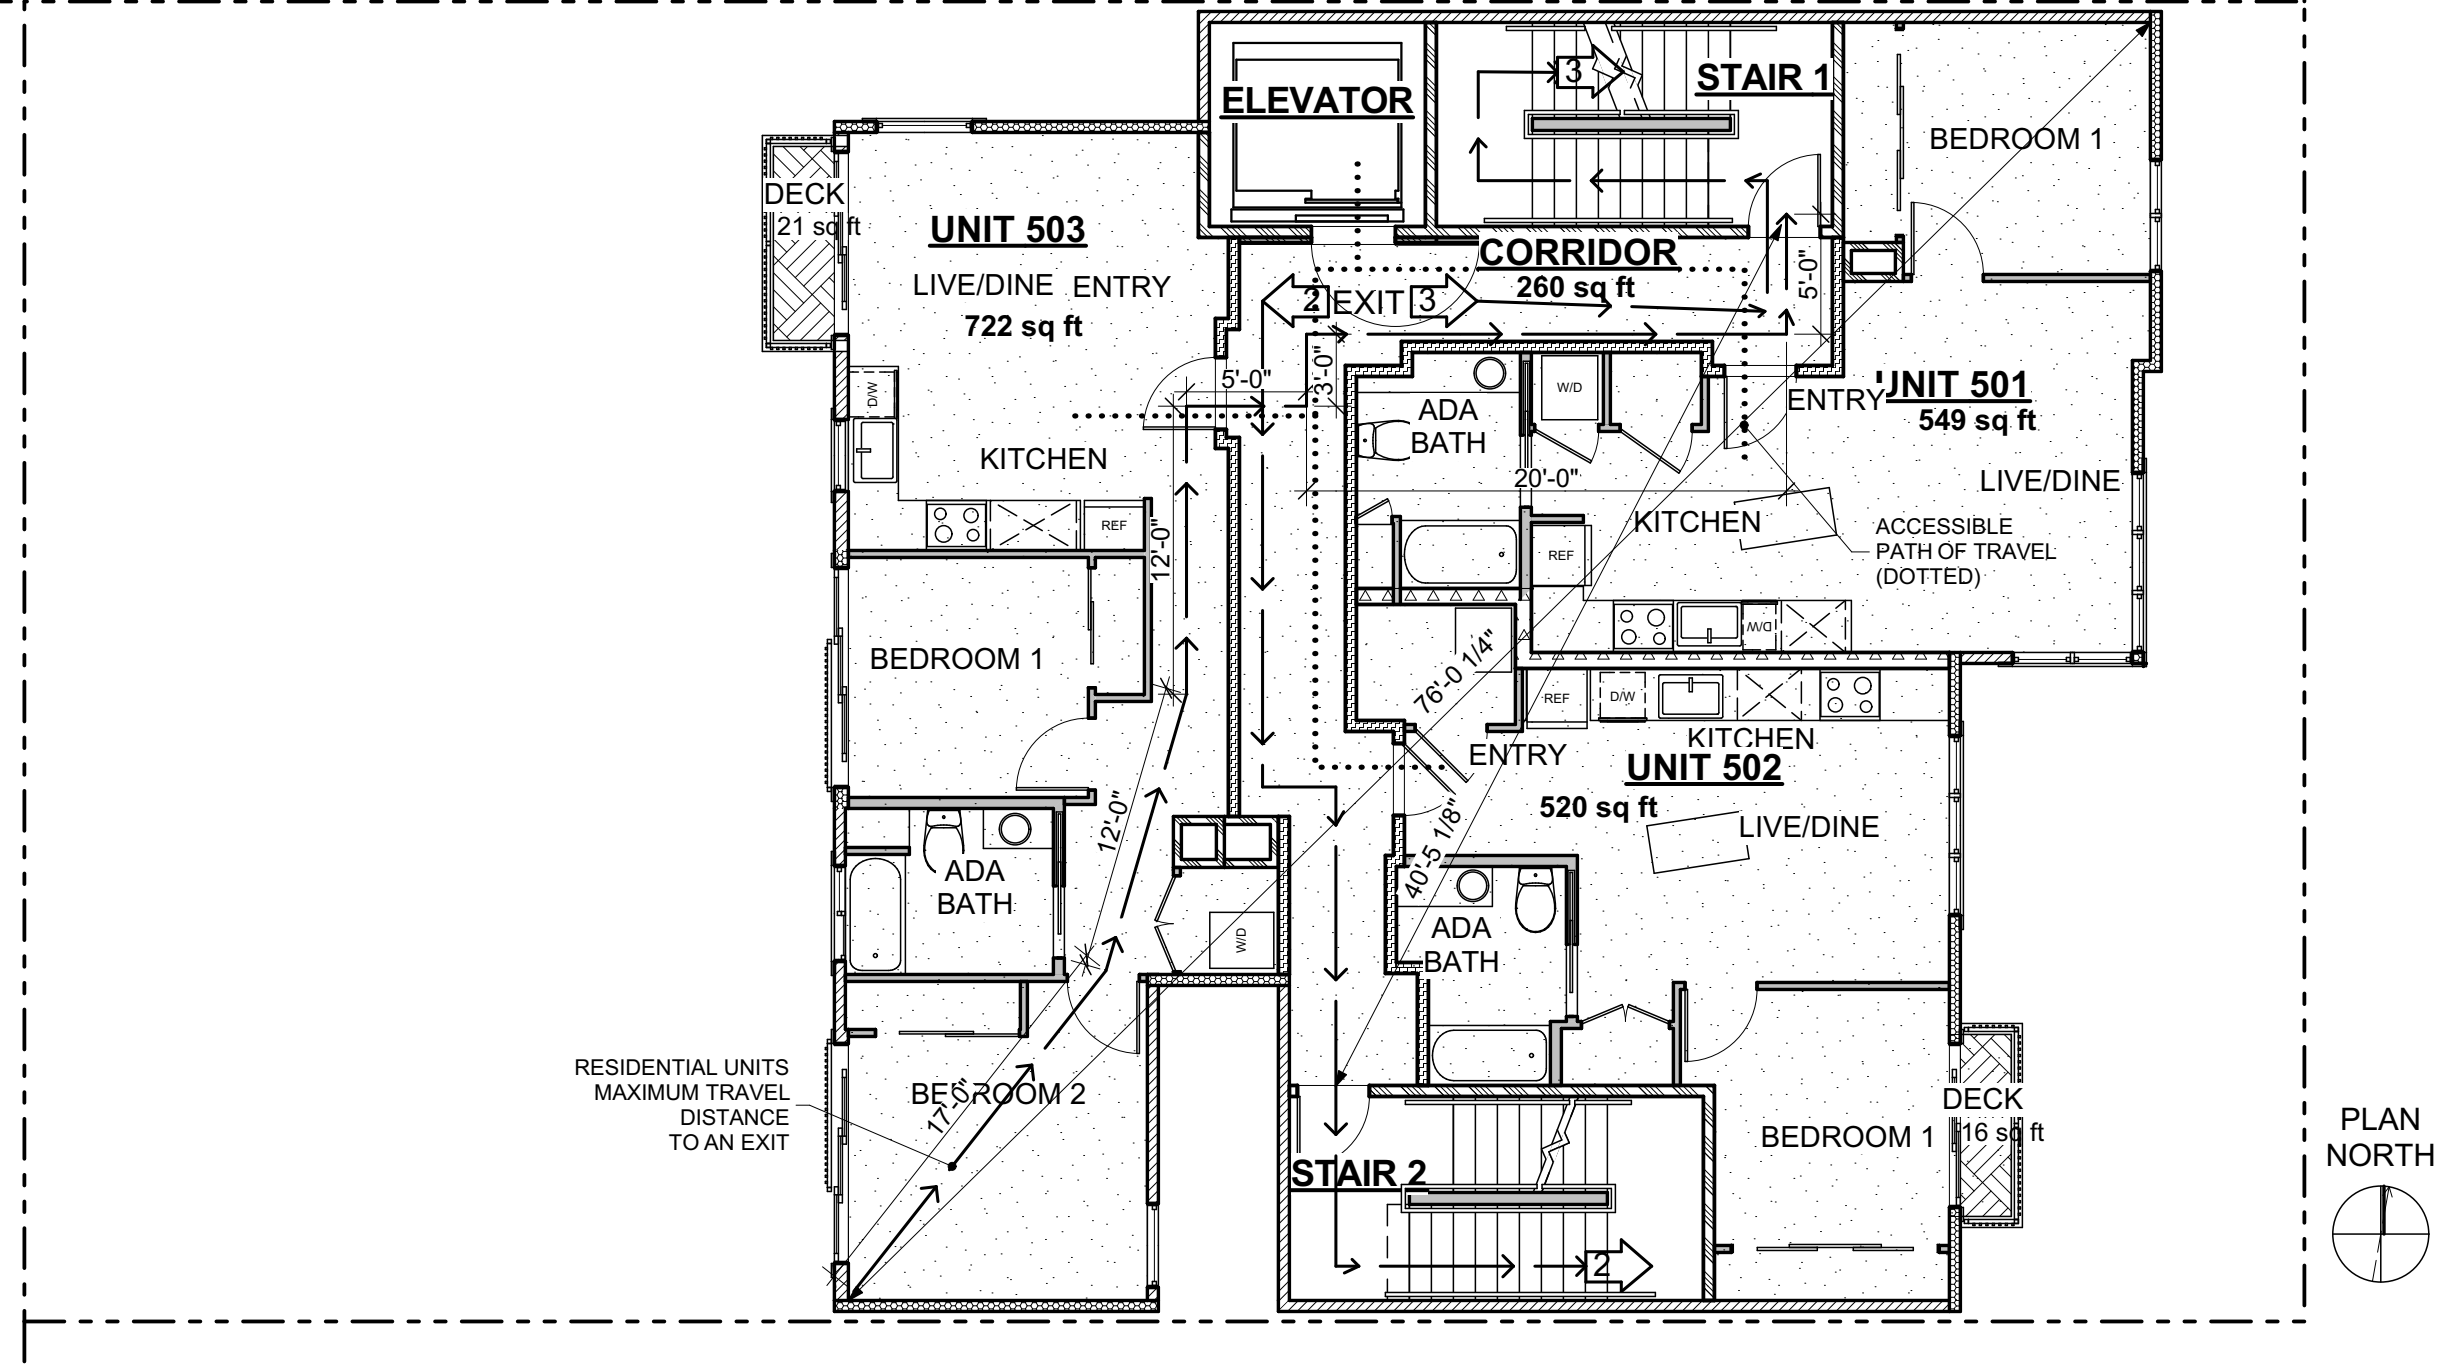 ELEVATOR
3
STAIR 1
BEDROOM 1
DECK
21 sq ft
UNIT 503
LIVE/DINE
ENTRY
722 sq ft
CORRIDOR
260 sq ft
2
EXIT
3
5'-0"
5'-0"
3'-0"
D/W
KITCHEN
REF
12'-0"
ADA
BATH
W/D
ENTRY
UNIT 501
549 sq ft
LIVE/DINE
20'-0"
KITCHEN
REF
D/W
ACCESSIBLE
PATH OF TRAVEL
(DOTTED)
BEDROOM 1
76'-0 1/4"
REF
D/W
ENTRY
KITCHEN
UNIT 502
520 sq ft
LIVE/DINE
12'-0"
40'-5 1/8"
ADA
BATH
W/D
ADA
BATH
RESIDENTIAL UNITS
MAXIMUM TRAVEL
DISTANCE
TO AN EXIT
BEDROOM 2
17'-0"
STAIR 2
2
BEDROOM 1
DECK
16 sq ft
PLAN
NORTH